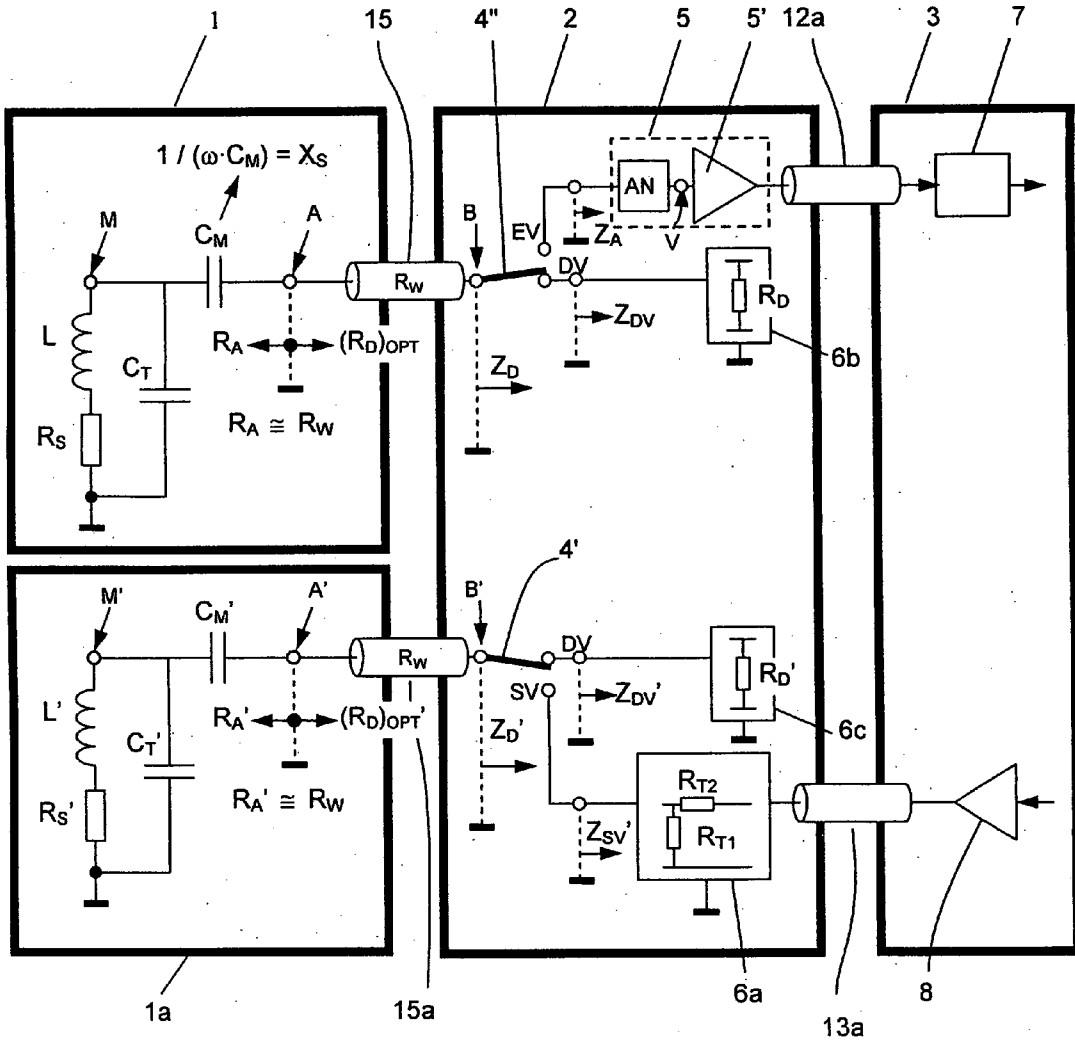 1
15
4"
2
5
5'
12a
3
7
1 / (ω·C_M) = X_S
M
C_M
A
B
EV
AN
V
Z_A
R_W
DV
L
R_A
(R_D)_OPT
Z_DV
R_D
C_T
Z_D
6b
R_S
R_A ≅ R_W
4'
M'
C_M'
A'
B'
R_W
DV
R_D'
SV
L'
R_A'
(R_D)_OPT'
Z_DV'
C_T'
Z_D'
6c
R_S'
R_A' ≅ R_W
R_T2
R_T1
Z_SV'
1a
15a
6a
13a
8